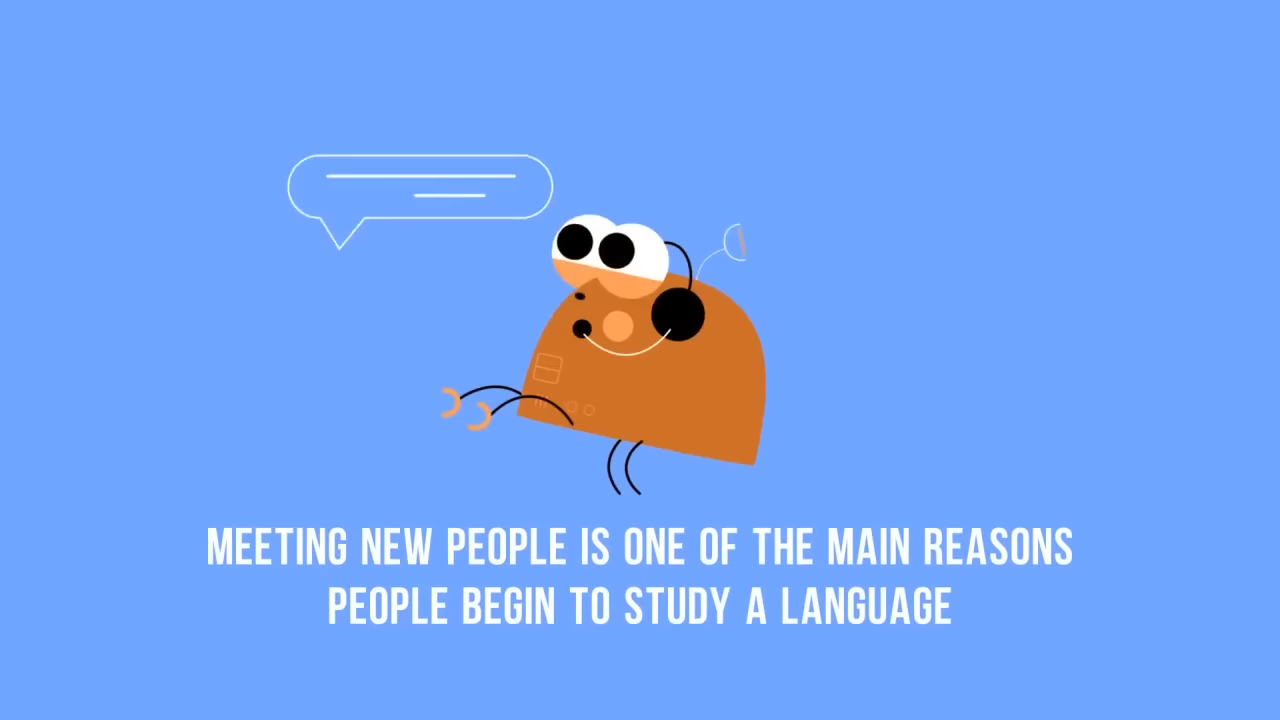 MEETING NEW PEOPLE IS ONE OF THE MAIN REASONS
PEOPLE BEGIN TO STUDY A LANGUAGE